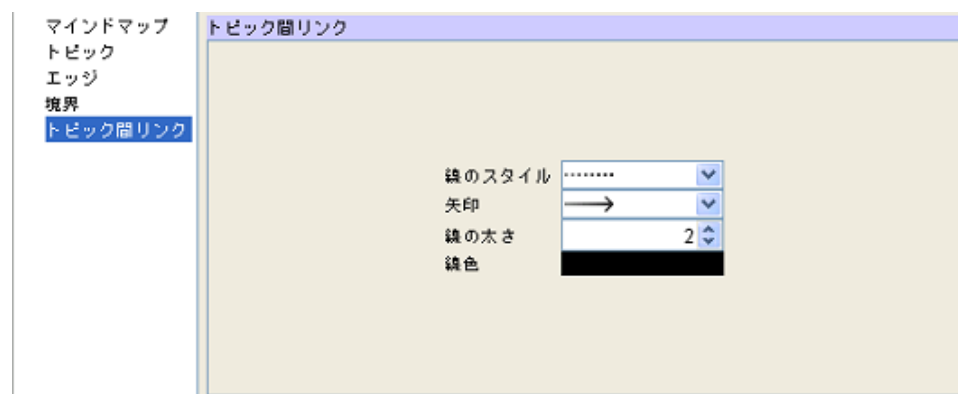 マインドマップ
トピック
エッジ
境界
トピック間リンク
トピック間リンク
線のスタイル
矢印
線の太さ 2
線色